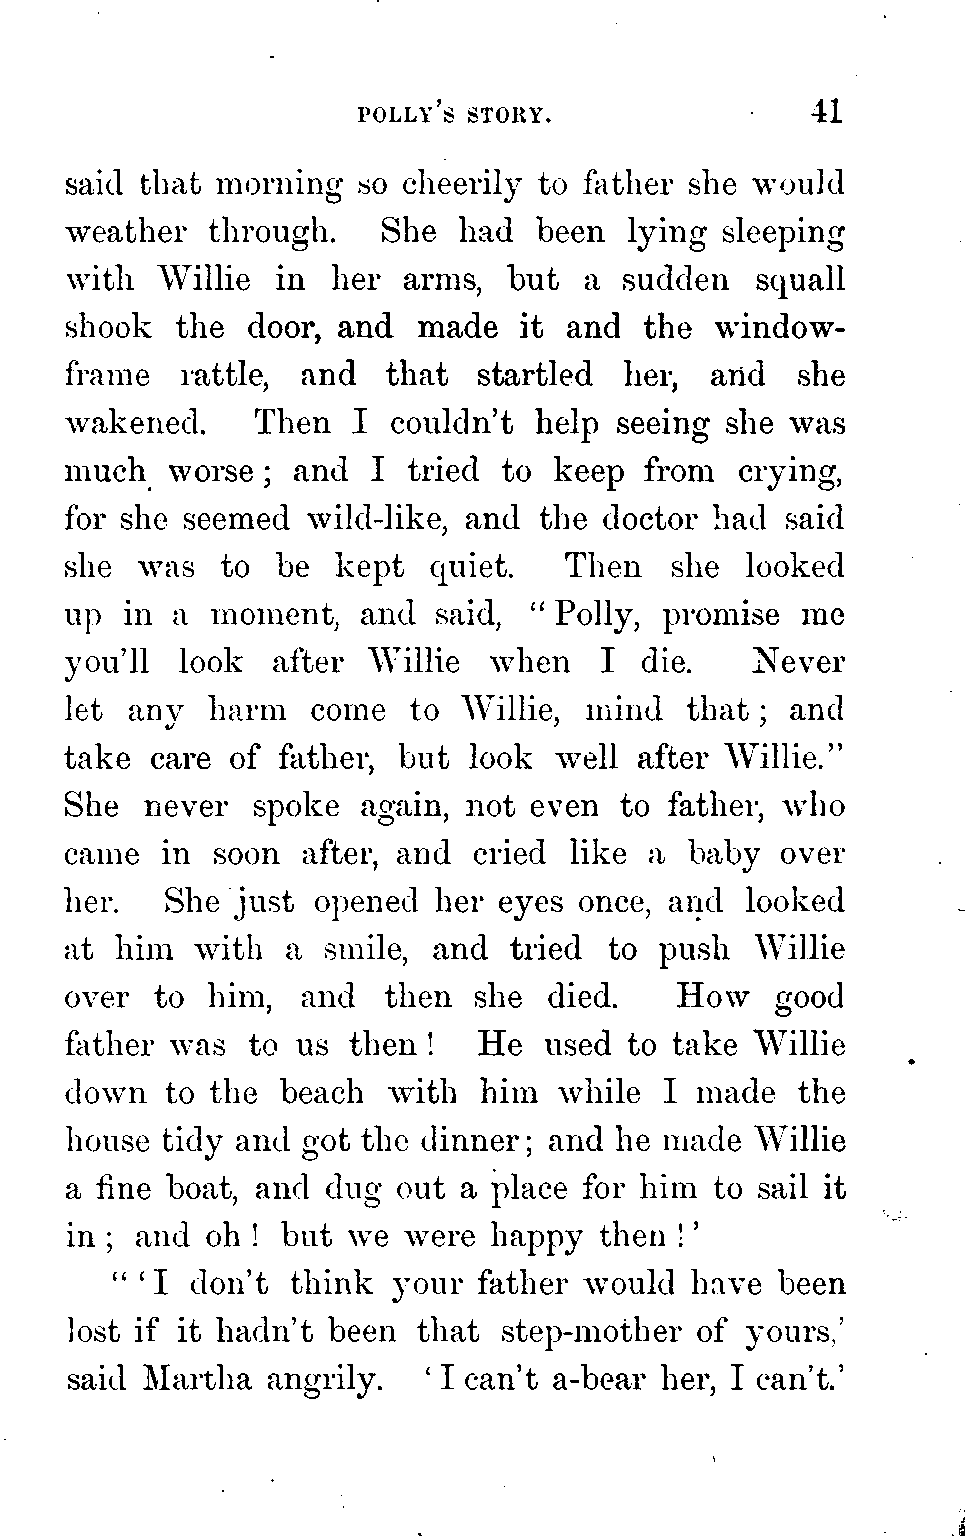 POLLY'S STORY. 41
said that morning so cheerily to father she would
weather through. She had been lying sleeping
with Willie in her arms, but a sudden squall
shook the door, and made it and the window-
frame rattle, and that startled her, and she
wakened. Then I couldn't help seeing she was
much worse; and I tried to keep from crying,
for she seemed wild-like, and the doctor had said
she was to be kept quiet. Then she looked
up in a moment, and said, "Polly, promise me
you'll look after Willie when I die. Never
let any harm come to Willie, mind that; and
take care of father, but look well after Willie."
She never spoke again, not even to father, who
came in soon after, and cried like a baby over
her. She just opened her eyes once, and looked
at him with a smile, and tried to push Willie
over to him, and then she died. How good
father was to us then! He used to take Willie
down to the beach with him while I made the
house tidy and got the dinner; and he made Willie
a fine boat, and dug out a place for him to sail it
in; and oh! but we were happy then!'
"'I don't think your father would have been
lost if it hadn't been that step-mother of yours,'
said Martha angrily. 'I can't a-bear her, I can't.'